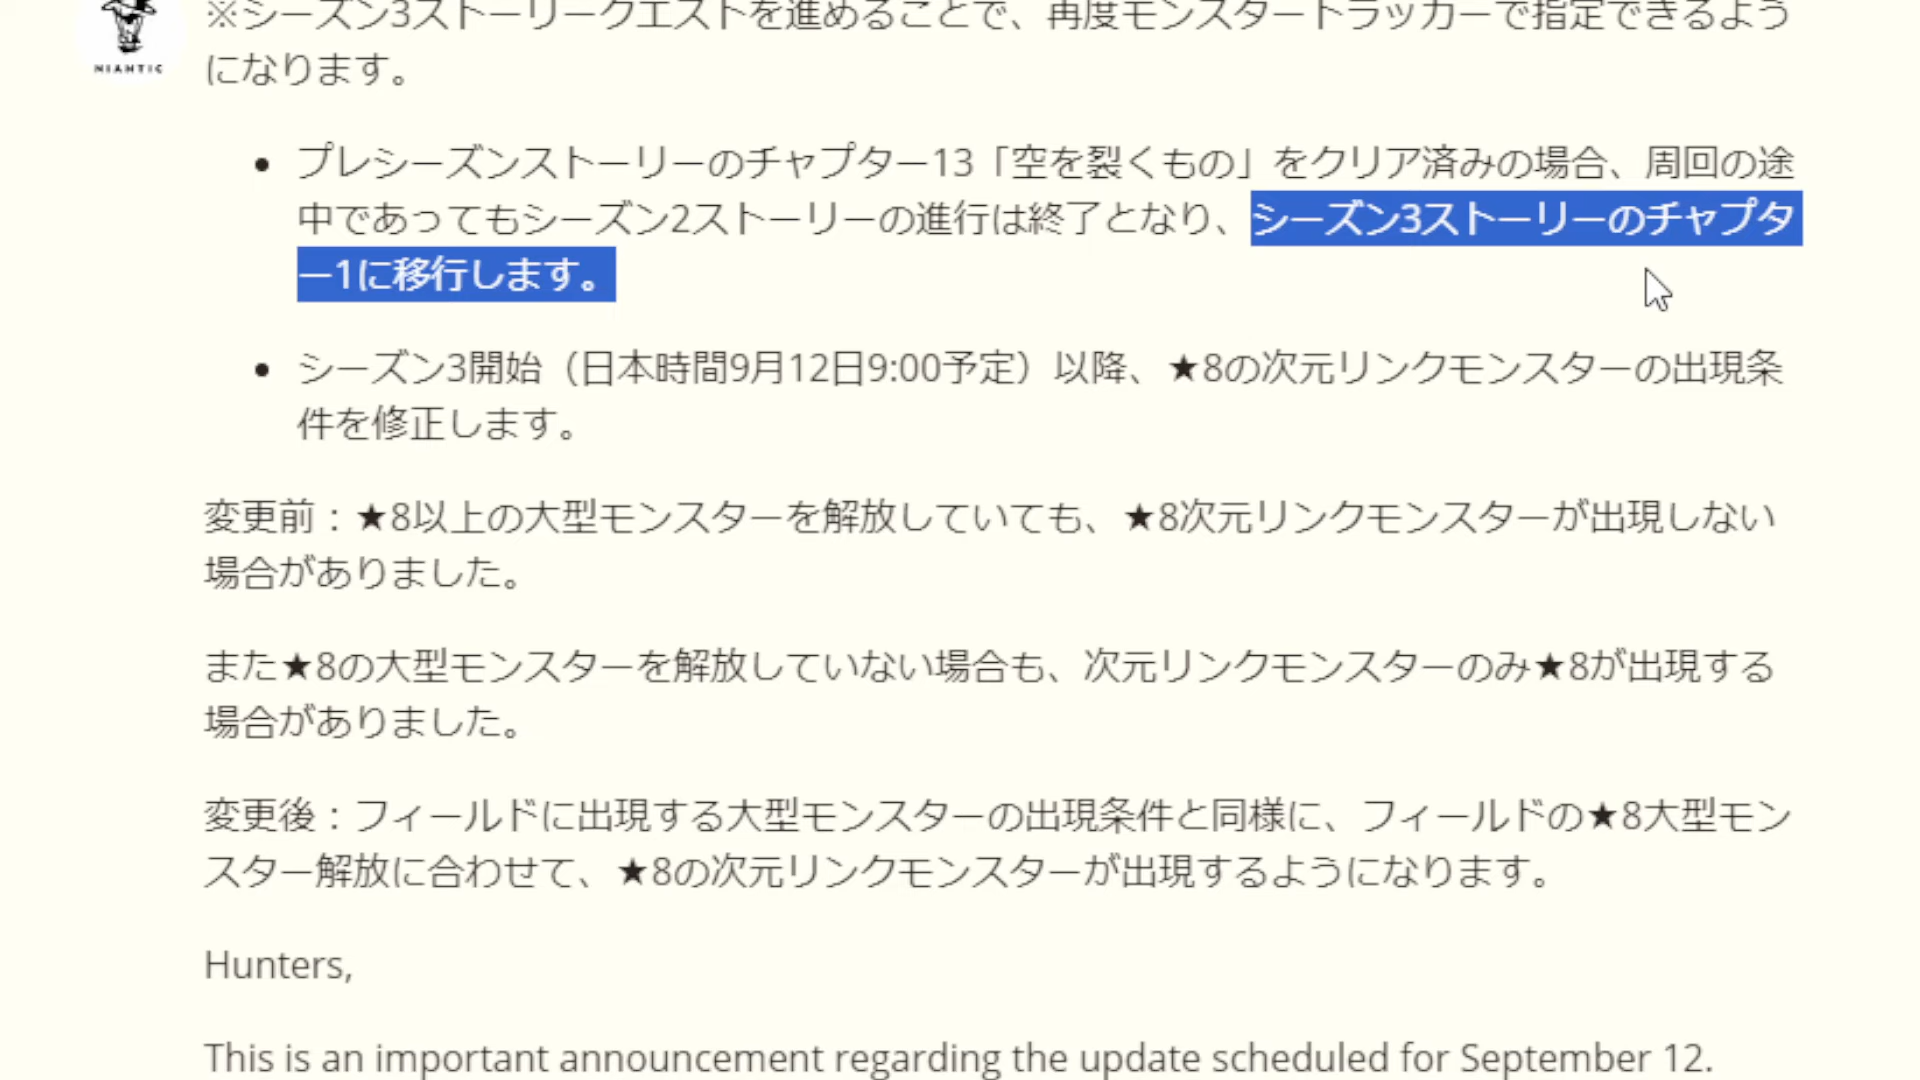 ※シーズン3ストーリークエストを進めることで、再度モンスタートラッカーで指定できるよう
NIANTIC
になります。
• プレシーズンストーリーのチャプター13「空を裂くもの」をクリア済みの場合、周回の途
中であってもシーズン2ストーリーの進行は終了となり、シーズン3ストーリーのチャプタ
ー1に移行します。
• シーズン3開始（日本時間9月12日9:00予定）以降、★8の次元リンクモンスターの出現条
件を修正します。
変更前：★8以上の大型モンスターを解放していても、★8次元リンクモンスターが出現しない
場合がありました。
また★8の大型モンスターを解放していない場合も、次元リンクモンスターのみ★8が出現する
場合がありました。
変更後：フィールドに出現する大型モンスターの出現条件と同様に、フィールドの★8大型モン
スター解放に合わせて、★8の次元リンクモンスターが出現するようになります。
Hunters,
This is an important announcement regarding the update scheduled for September 12.